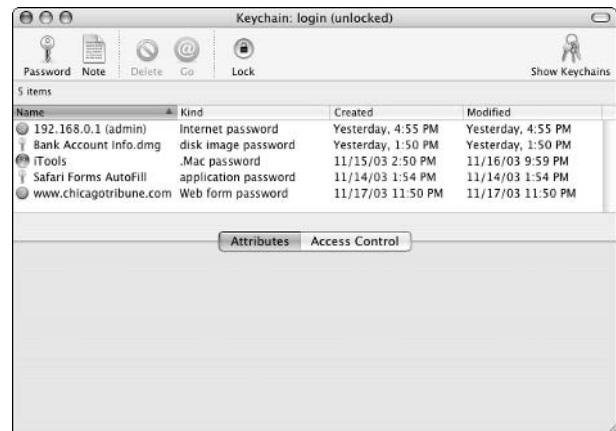 Keychain: login (unlocked)
Password Note Delete Go Lock Show Keychains
5 items
Name Kind Created Modified
192.168.0.1 (admin) Internet password Yesterday, 4:55 PM Yesterday, 4:55 PM
Bank Account Info.dmg disk image password Yesterday, 1:50 PM Yesterday, 1:50 PM
iTools .Mac password 11/15/03 2:50 PM 11/16/03 9:59 PM
Safari Forms AutoFill application password 11/14/03 1:54 PM 11/14/03 1:54 PM
www.chicagotribune.com Web form password 11/17/03 11:50 PM 11/17/03 11:50 PM
Attributes Access Control